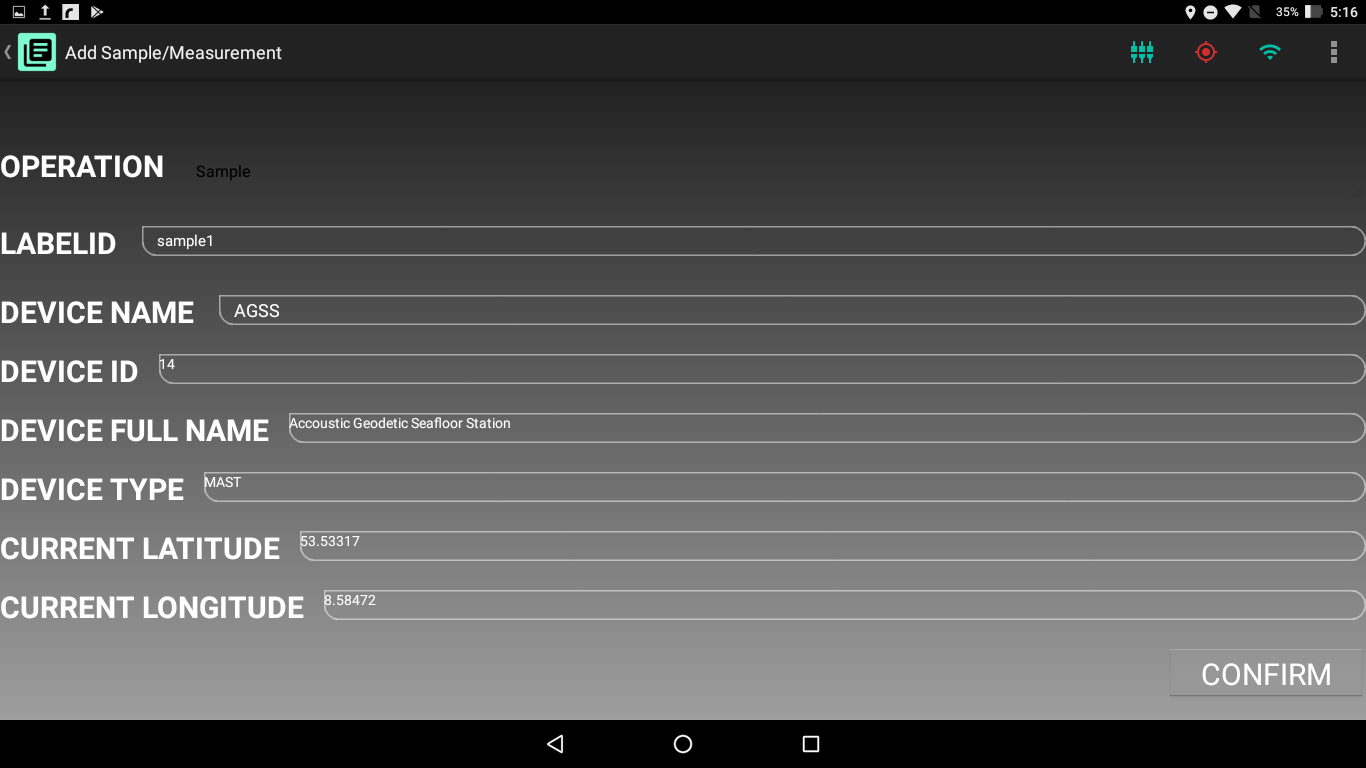 35% 5:16
Add Sample/Measurement
OPERATION Sample
LABELID sample1
DEVICE NAME AGSS
DEVICE ID 14
DEVICE FULL NAME Accoustic Geodetic Seafloor Station
DEVICE TYPE MAST
CURRENT LATITUDE 53.53317
CURRENT LONGITUDE 8.58472
CONFIRM